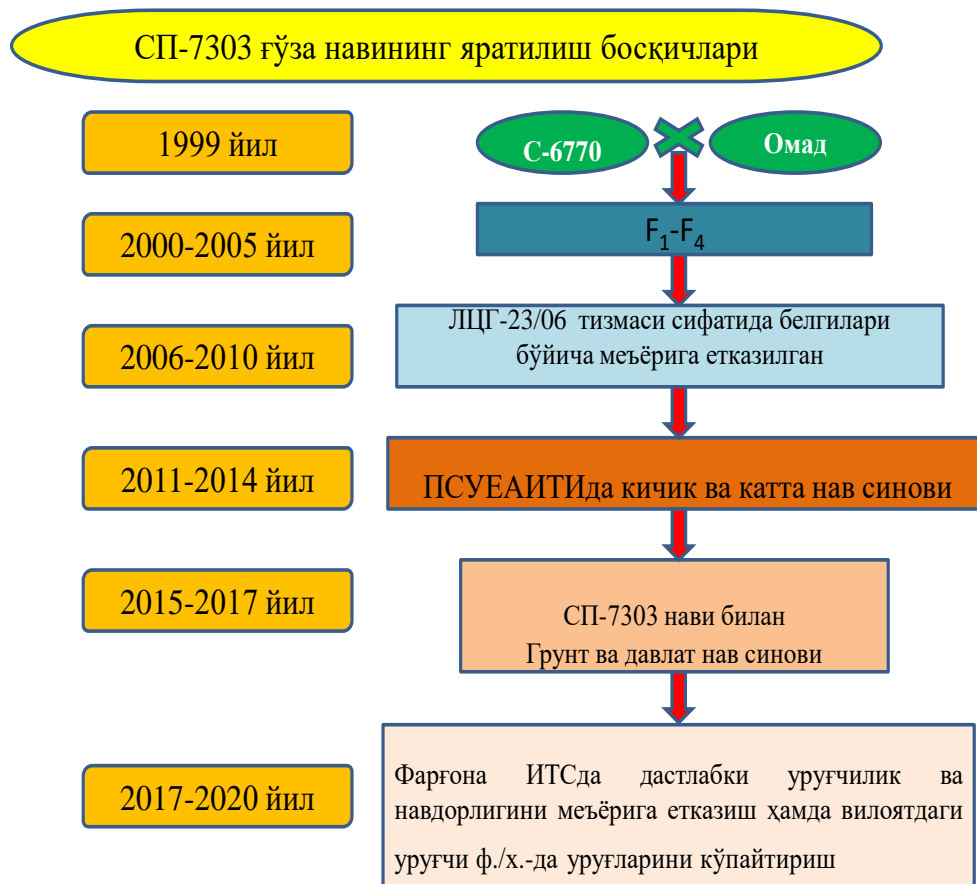 СП-7303 ғўза навининг яратилиш босқичлари
1999 йил
С-6770
Омад
2000-2005 йил
F₁-F₄
2006-2010 йил
ЛЦГ-23/06 тизмаси сифатида белгилари
бўйича меъёрига етказилган
2011-2014 йил
ПСУЕАИТИда кичик ва катта нав синови
2015-2017 йил
СП-7303 нави билан
Грунт ва давлат нав синови
2017-2020 йил
Фарғона ИТСда дастлабки уруғчилик ва
навдорлигини меъёрига етказиш ҳамда вилоятдаги
уруғчи ф./х.-да уруғларини кўпайтириш